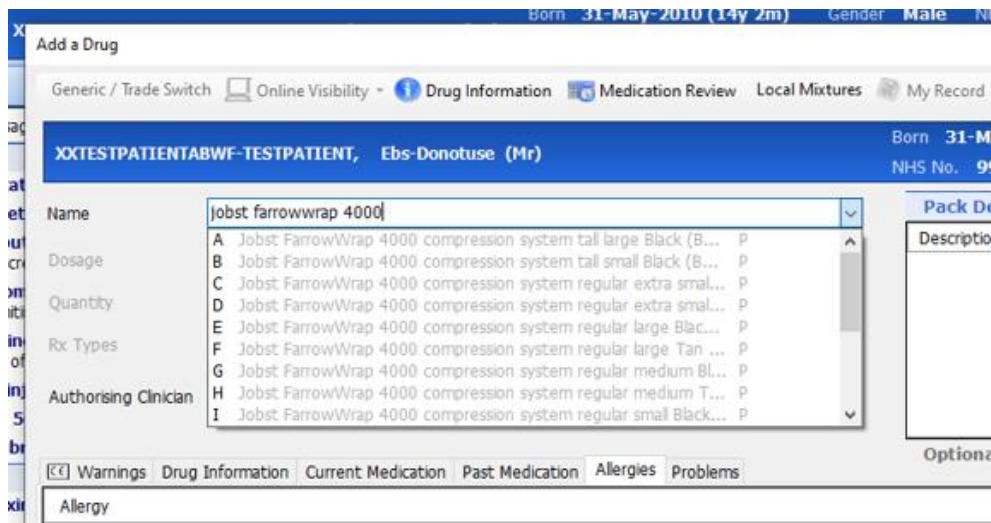 Born 31-May-2010 (14y 2m) Gender Male
Add a Drug
Generic / Trade Switch Online Visibility Drug Information Medication Review Local Mixtures My Record
XXTESTPATIENTABWF-TESTPATIENT, Ebs-Donotuse (Mr)
Born 31-M
NHS No. 99
Name
jobst farrowwrap 4000
Pack De
Descriptio
A Jobst FarrowWrap 4000 compression system tall large Black (B... P
B Jobst FarrowWrap 4000 compression system tall small Black (B... P
Dosage
C Jobst FarrowWrap 4000 compression system regular extra smal... P
D Jobst FarrowWrap 4000 compression system regular extra smal... P
Quantity
E Jobst FarrowWrap 4000 compression system regular large Blac... P
F Jobst FarrowWrap 4000 compression system regular large Tan ... P
Rx Types
G Jobst FarrowWrap 4000 compression system regular medium Bl... P
H Jobst FarrowWrap 4000 compression system regular medium T... P
Authorising Clinician
I Jobst FarrowWrap 4000 compression system regular small Black... P
Optiona
Warnings Drug Information Current Medication Past Medication Allergies Problems
Allergy